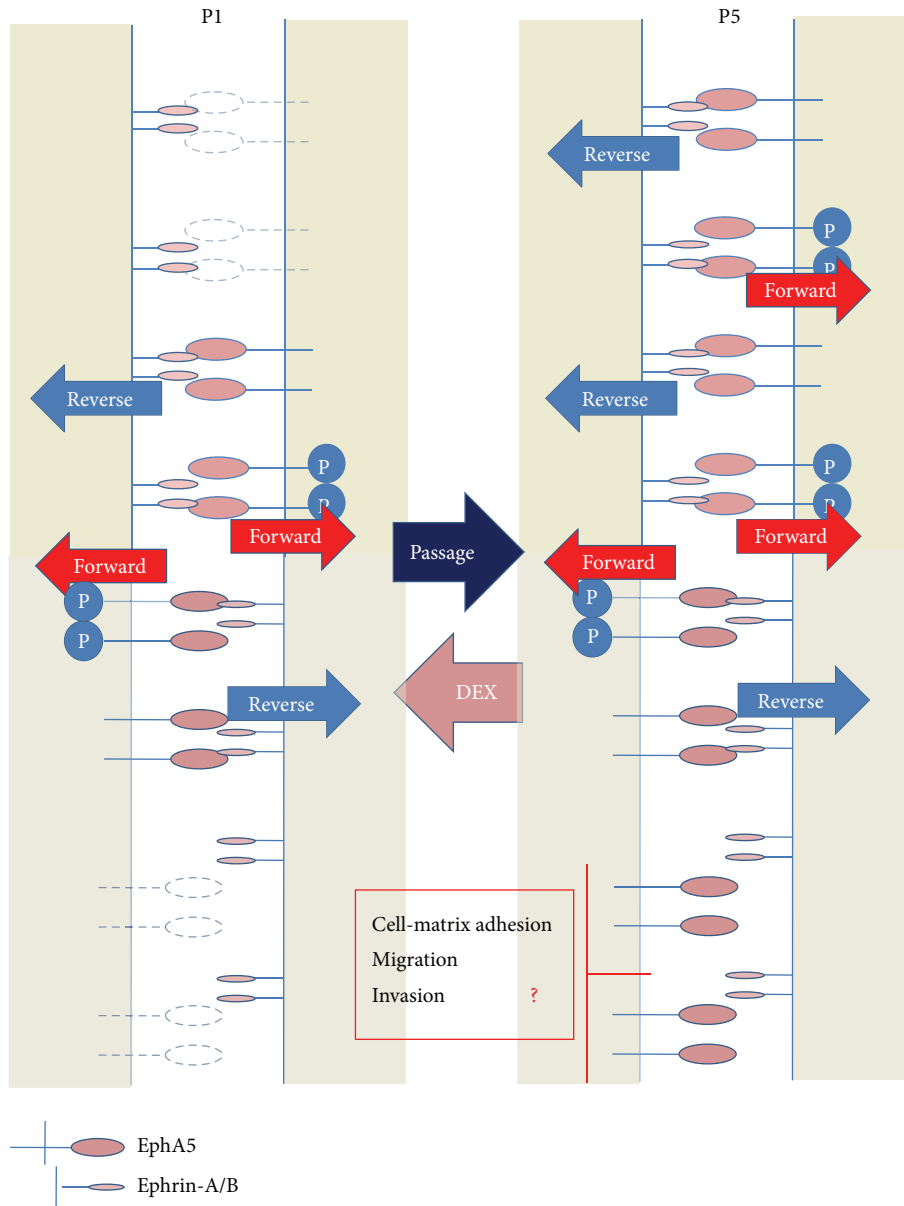 P1
P5
Reverse
P
P
Forward
Reverse
Reverse
P
P
P
P
Forward
Forward
Passage
Forward
Forward
P
P
P
P
DEX
Reverse
Reverse
Cell-matrix adhesion
Migration
Invasion ?
EphA5
Ephrin-A/B